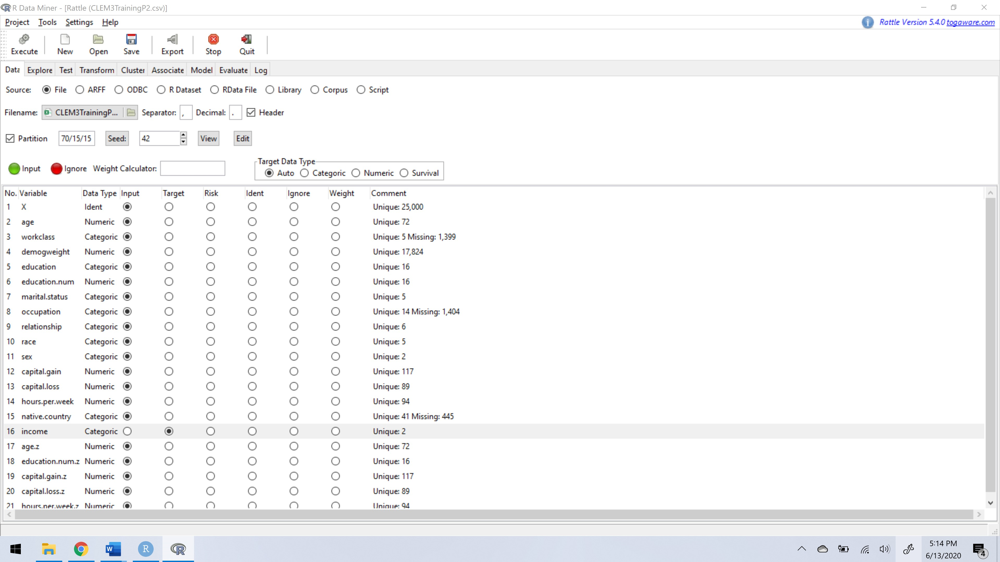 R Data Miner - [Rattle (CLEM3TrainingP2.csv)]
Project Tools Settings Help Rattle Version 5.4.0 togaware.com
Execute New Open Save Export Stop Quit
Data Explore Test Transform Cluster Associate Model Evaluate Log
Source: File ARFF ODBC R Dataset RData File Library Corpus Script
Filename: CLEM3TrainingP... Separator: , Decimal: . Header
Partition 70/15/15 Seed: 42 View Edit
Target Data Type
Input Ignore Weight Calculator: Auto Categoric Numeric Survival
No. Variable Data Type Input Target Risk Ident Ignore Weight Comment
1 X Ident Unique: 25,000
2 age Numeric Unique: 72
3 workclass Categoric Unique: 5 Missing: 1,399
4 demogweight Numeric Unique: 17,824
5 education Categoric Unique: 16
6 education.num Numeric Unique: 16
7 marital.status Categoric Unique: 5
8 occupation Categoric Unique: 14 Missing: 1,404
9 relationship Categoric Unique: 6
10 race Categoric Unique: 5
11 sex Categoric Unique: 2
12 capital.gain Numeric Unique: 117
13 capital.loss Numeric Unique: 89
14 hours.per.week Numeric Unique: 94
15 native.country Categoric Unique: 41 Missing: 445
16 income Categoric Unique: 2
17 age.z Numeric Unique: 72
18 education.num.z Numeric Unique: 16
19 capital.gain.z Numeric Unique: 117
20 capital.loss.z Numeric Unique: 89
21 hours.per.week.z Numeric Unique: 94
5:14 PM
6/13/2020
4